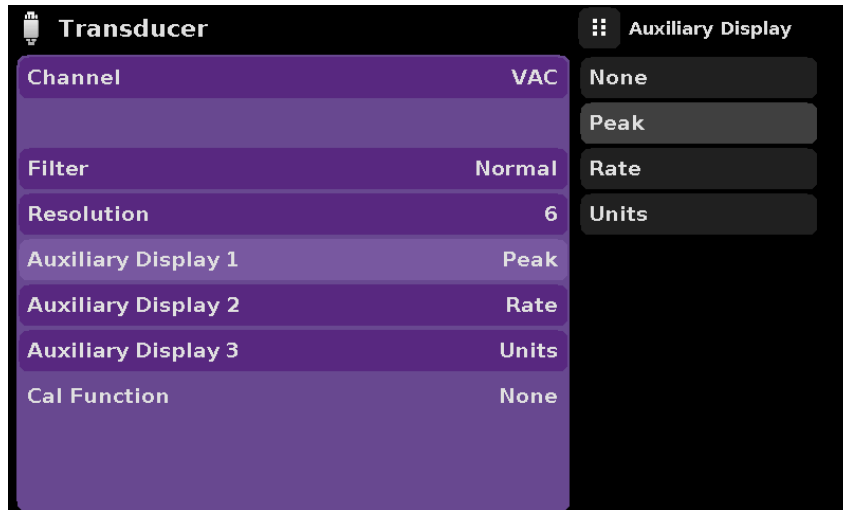 Transducer
Channel VAC
Filter Normal
Resolution 6
Auxiliary Display 1 Peak
Auxiliary Display 2 Rate
Auxiliary Display 3 Units
Cal Function None
Auxiliary Display
None
Peak
Rate
Units